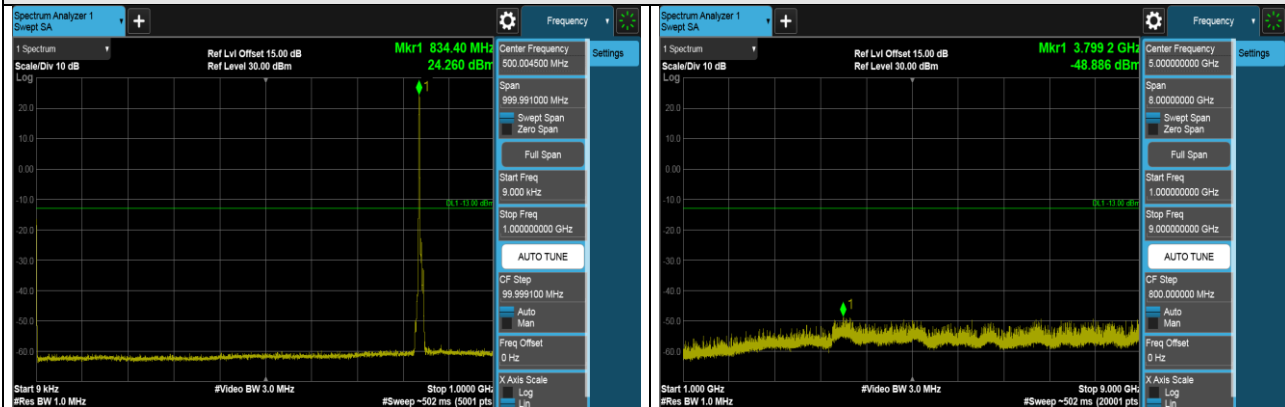 Spectrum Analyzer 1
Swept SA
+
Frequency
1 Spectrum
Scale/Div 10 dB
Log
Ref Lvl Offset 15.00 dB
Ref Level 30.00 dBm
Mkr1 834.40 MHz
24.260 dBm
1
20.0
10.0
0.00
-10.0
-20.0
-30.0
-40.0
-50.0
-60.0
DL1 -13.00 dBm
Start 9 kHz
#Res BW 1.0 MHz
#Video BW 3.0 MHz
Stop 1.0000 GHz
#Sweep ~502 ms (5001 pts
Center Frequency
500.004500 MHz
Settings
Span
999.991000 MHz
Swept Span
Zero Span
Full Span
Start Freq
9.000 kHz
Stop Freq
1.000000000 GHz
AUTO TUNE
CF Step
99.999100 MHz
Auto
Man
Freq Offset
0 Hz
X Axis Scale
Log
Lin
Spectrum Analyzer 1
Swept SA
+
Frequency
1 Spectrum
Scale/Div 10 dB
Log
Ref Lvl Offset 15.00 dB
Ref Level 30.00 dBm
Mkr1 3.799 2 GHz
-48.886 dBm
1
20.0
10.0
0.00
-10.0
-20.0
-30.0
-40.0
-50.0
-60.0
DL1 -13.00 dBm
Start 1.000 GHz
#Res BW 1.0 MHz
#Video BW 3.0 MHz
Stop 9.000 GHz
#Sweep ~502 ms (20001 pts
Center Frequency
5.000000000 GHz
Settings
Span
8.00000000 GHz
Swept Span
Zero Span
Full Span
Start Freq
1.000000000 GHz
Stop Freq
9.000000000 GHz
AUTO TUNE
CF Step
800.000000 MHz
Auto
Man
Freq Offset
0 Hz
X Axis Scale
Log
Lin